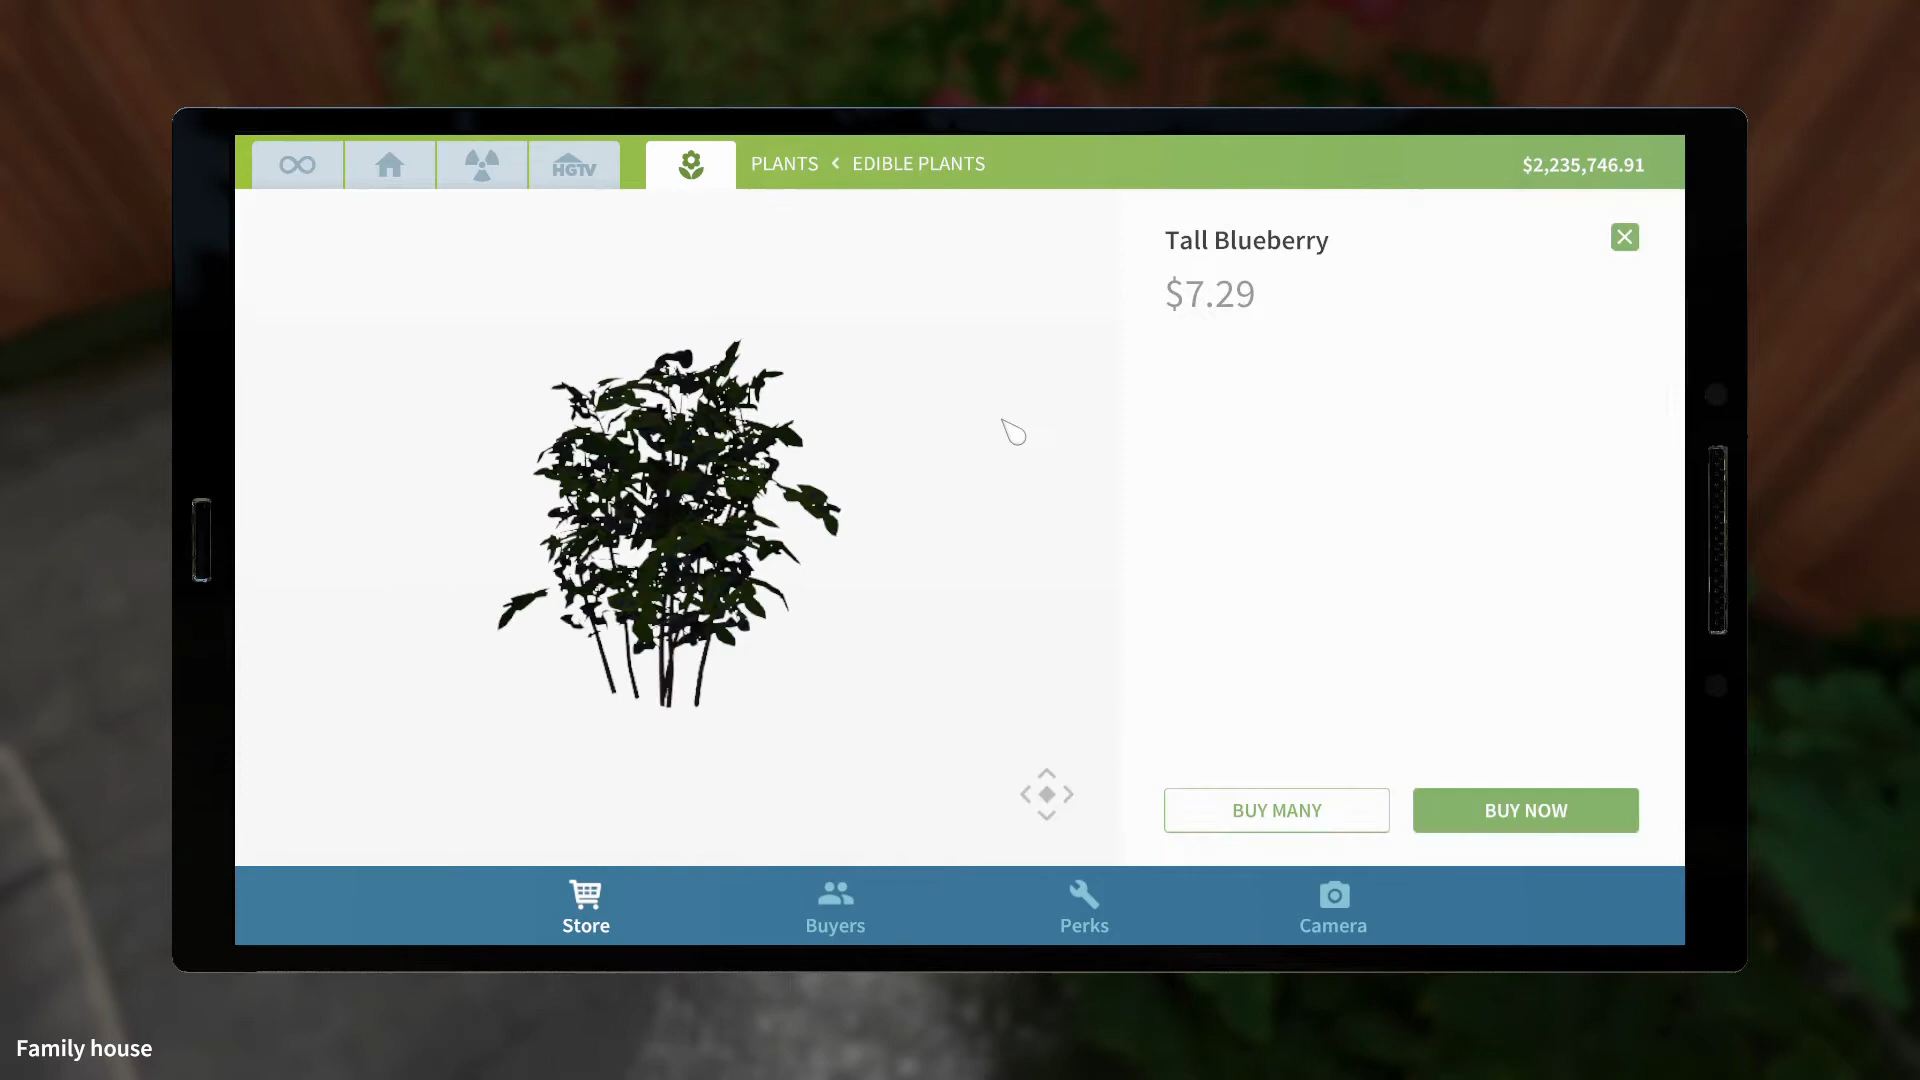 HGTV
PLANTS < EDIBLE PLANTS
$2,235,746.91
Tall Blueberry
$7.29
BUY MANY
BUY NOW
Store
Buyers
Perks
Camera
Family house